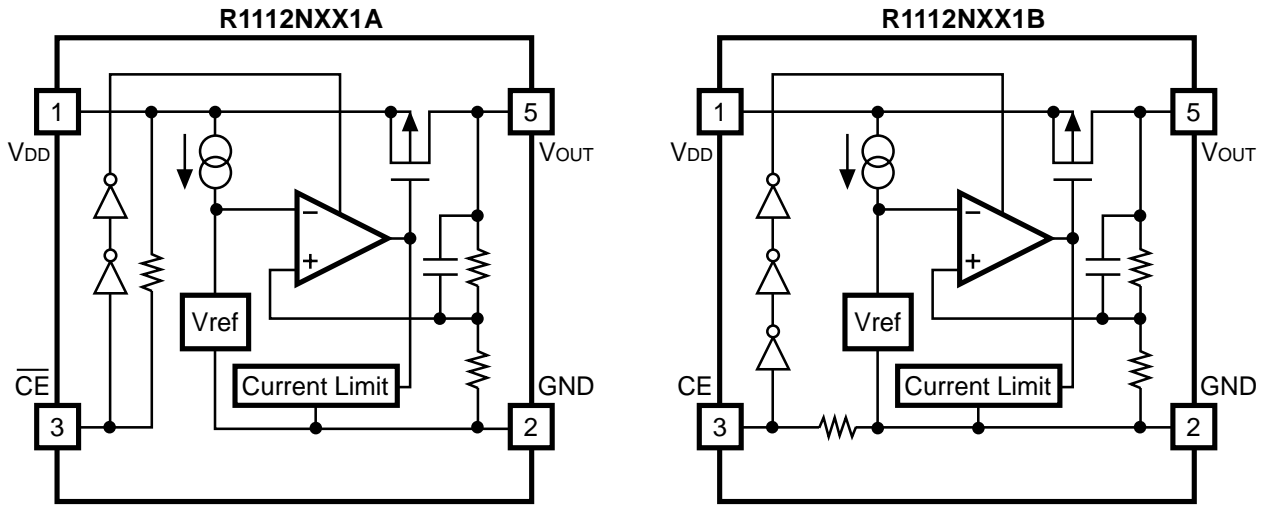 R1112NXX1A
1
5
VDD
VOUT
−
+
Vref
Current Limit
CE
GND
3
2
R1112NXX1B
1
5
VDD
VOUT
−
+
Vref
Current Limit
CE
GND
3
2